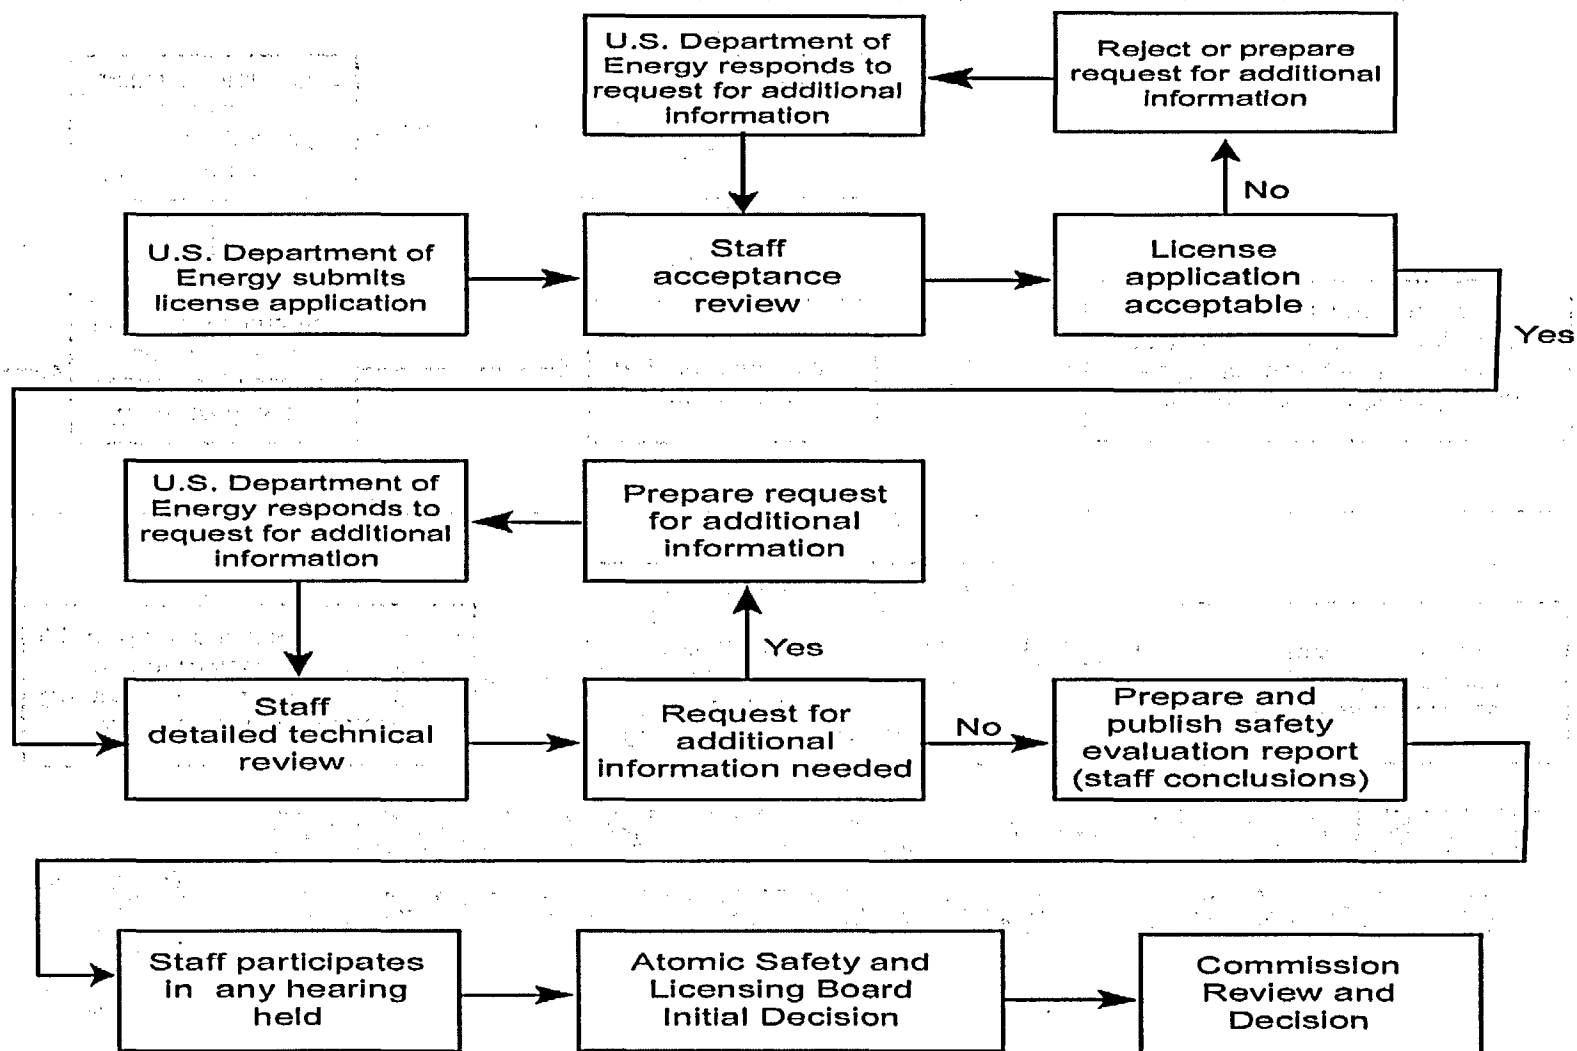 U.S. Department of
Energy responds to
request for additional
information
Reject or prepare
request for additional
information
No
U.S. Department of
Energy submits
license application
Staff
acceptance
review
License
application
acceptable
Yes
U.S. Department of
Energy responds to
request for additional
information
Prepare request
for additional
information
Yes
Staff
detailed technical
review
Request for
additional
information needed
No
Prepare and
publish safety
evaluation report
(staff conclusions)
Staff participates
in any hearing
held
Atomic Safety and
Licensing Board
Initial Decision
Commission
Review and
Decision